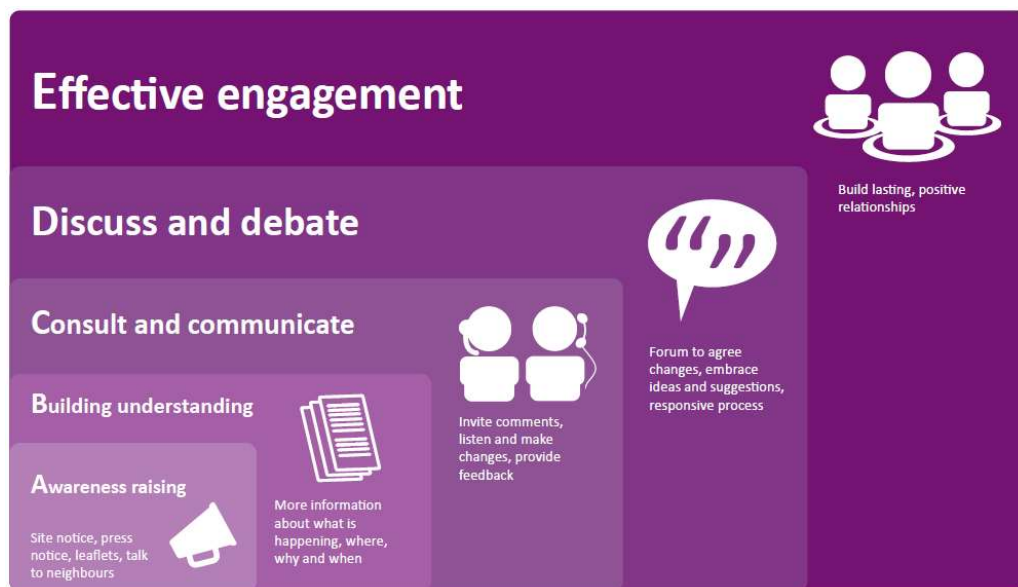 Effective engagement
Build lasting, positive
relationships
Discuss and debate
Forum to agree
changes, embrace
ideas and suggestions,
responsive process
Consult and communicate
Invite comments,
listen and make
changes, provide
feedback
Building understanding
More information
about what is
happening, where,
why and when
Awareness raising
Site notice, press
notice, leaflets, talk
to neighbours